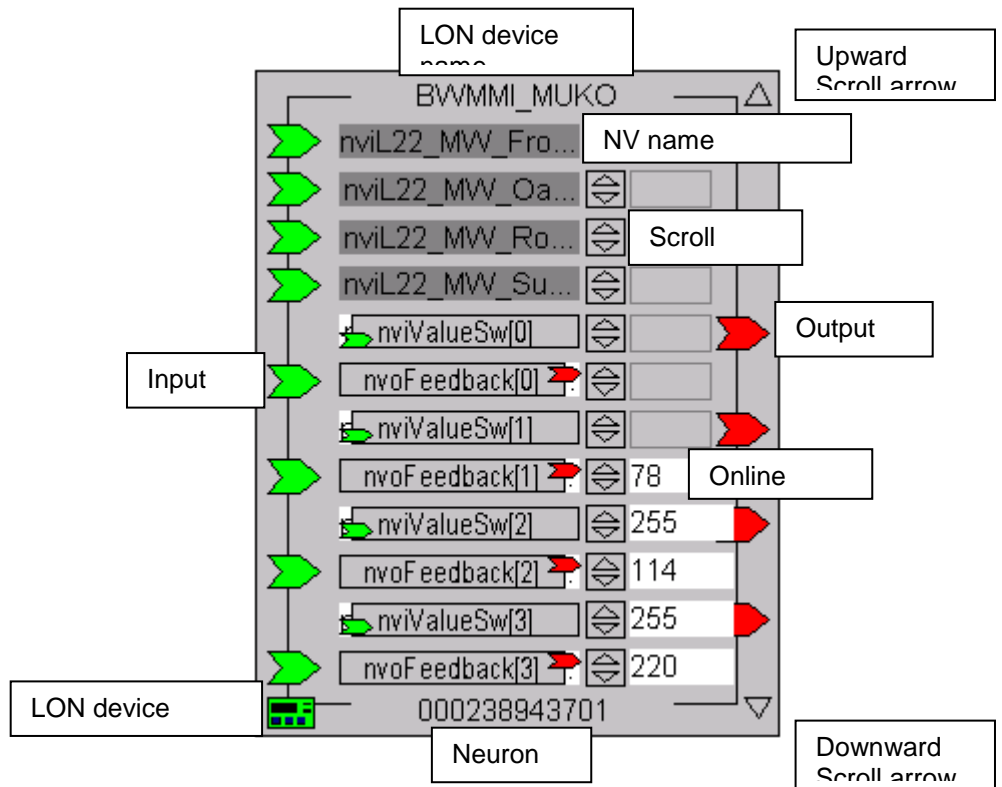 LON device
name
Upward
Scroll arrow
BWMMI_MUKO
nviL22_MW_Fro...
NV name
nviL22_MW_Oa...
nviL22_MW_Ro...
Scroll
nviL22_MW_Su...
nviValueSw[0]
Output
Input
nvoFeedback[0]
nviValueSw[1]
nvoFeedback[1]
78
Online
nviValueSw[2]
255
nvoFeedback[2]
114
nviValueSw[3]
255
nvoFeedback[3]
220
LON device
000238943701
Neuron
Downward
Scroll arrow